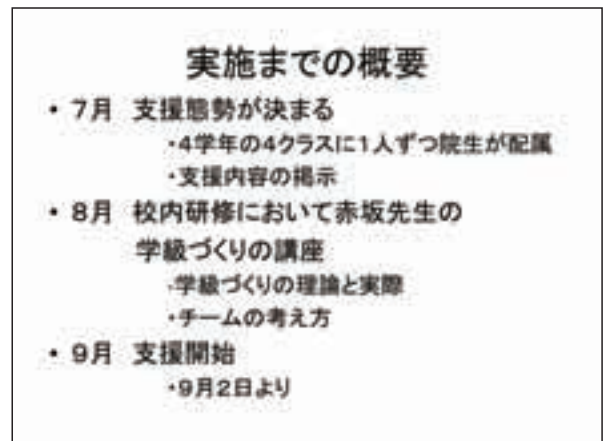 実施までの概要
・7月 支援態勢が決まる
・4学年の4クラスに1人ずつ院生が配属
・支援内容の掲示
・8月 校内研修において赤坂先生の
学級づくりの講座
・学級づくりの理論と実際
・チームの考え方
・9月 支援開始
・9月2日より